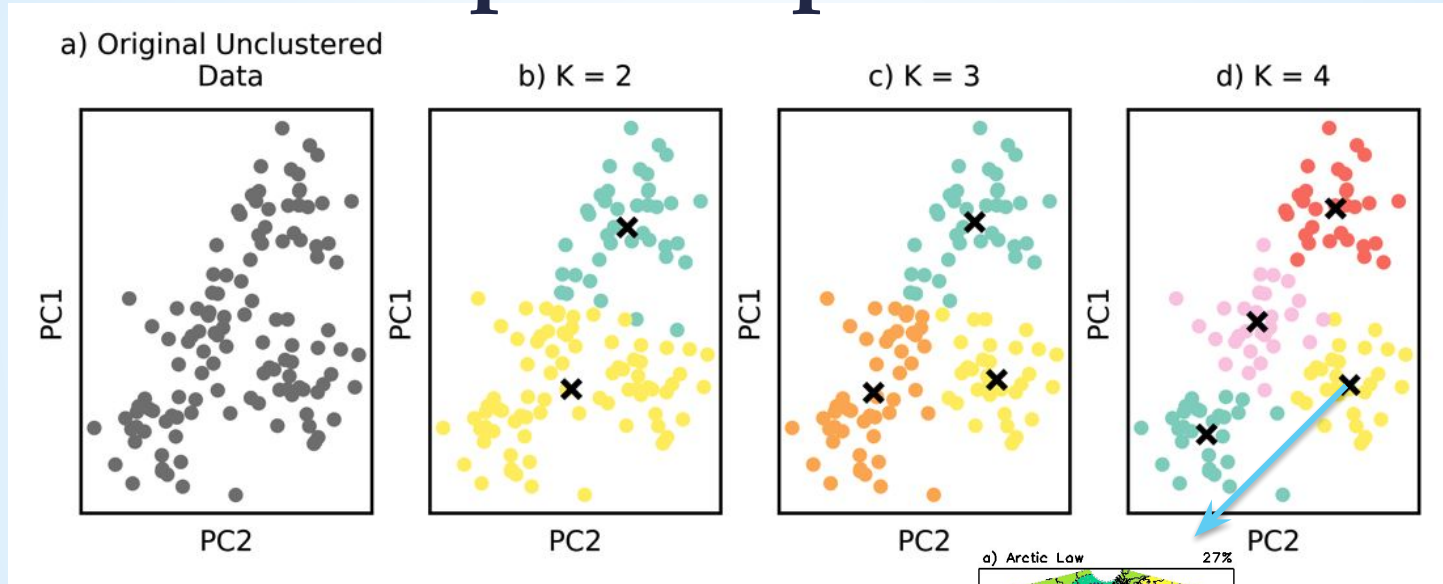 a) Original Unclustered
Data
b) K = 2
c) K = 3
d) K = 4
PC1
PC1
PC1
PC1
PC2
PC2
PC2
PC2
a) Arctic Low 27%